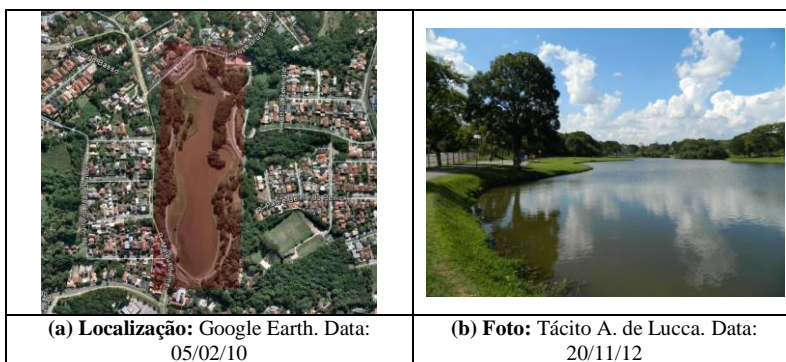 (a) Localização: Google Earth. Data:
05/02/10
(b) Foto: Tácito A. de Lucca. Data:
20/11/12